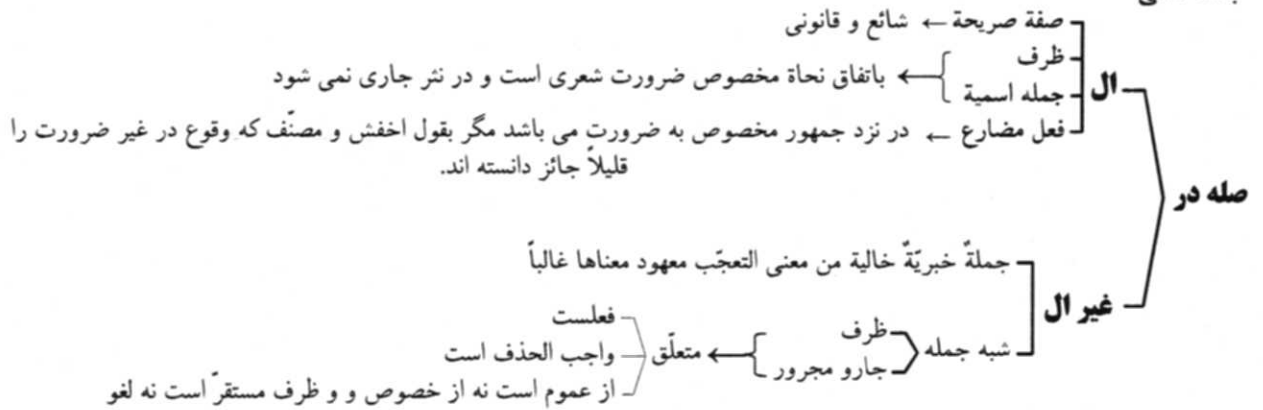 صفة صریحة ← شائع و قانونی
ظرف
جمله اسمیة
← باتفاق نحاة مخصوص ضرورت شعری است و در نثر جاری نمی شود
ال
فعل مضارع ← در نزد جمهور مخصوص به ضرورت می باشد مگر بقول اخفش و مصنّف که وقوع در غیر ضرورت را
قلیلاً جائز دانسته اند.
صله در
جملةٌ خبریّةٌ خالیة من معنی التعجّب معهود معناها غالباً
غیر ال
شبه جمله
ظرف
جارو مجرور
← متعلّق
فعلست
واجب الحذف است
از عموم است نه از خصوص و و ظرف مستقرّ است نه لغو